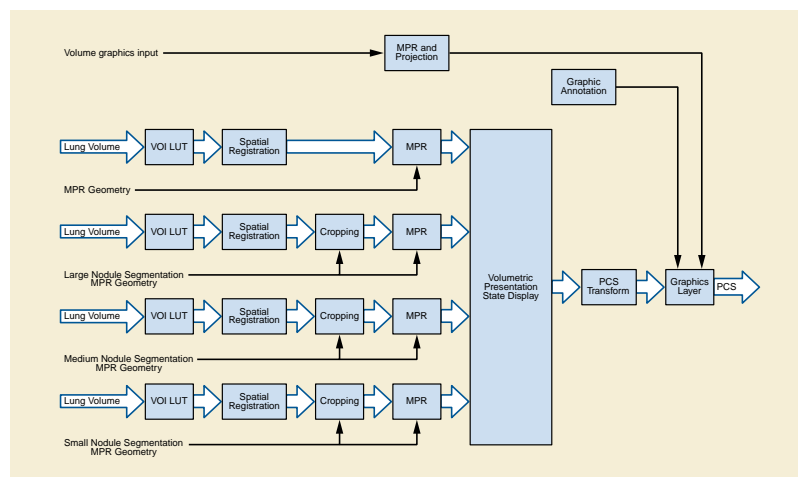 Volume graphics input
MPR and
Projection
Graphic
Annotation
Lung Volume
VOI LUT
Spatial
Registration
MPR
MPR Geometry
Lung Volume
VOI LUT
Spatial
Registration
Cropping
MPR
Large Nodule Segmentation
MPR Geometry
Lung Volume
VOI LUT
Spatial
Registration
Cropping
MPR
Medium Nodule Segmentation
MPR Geometry
Lung Volume
VOI LUT
Spatial
Registration
Cropping
MPR
Small Nodule Segmentation
MPR Geometry
Volumetric
Presentation
State Display
PCS
Transform
Graphics
Layer
PCS